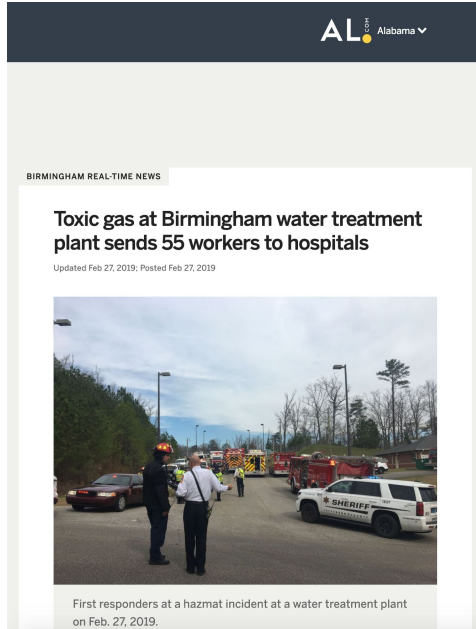 AL.COM Alabama
BIRMINGHAM REAL-TIME NEWS
Toxic gas at Birmingham water treatment
plant sends 55 workers to hospitals
Updated Feb 27, 2019; Posted Feb 27, 2019
SHERIFF
First responders at a hazmat incident at a water treatment plant
on Feb. 27, 2019.